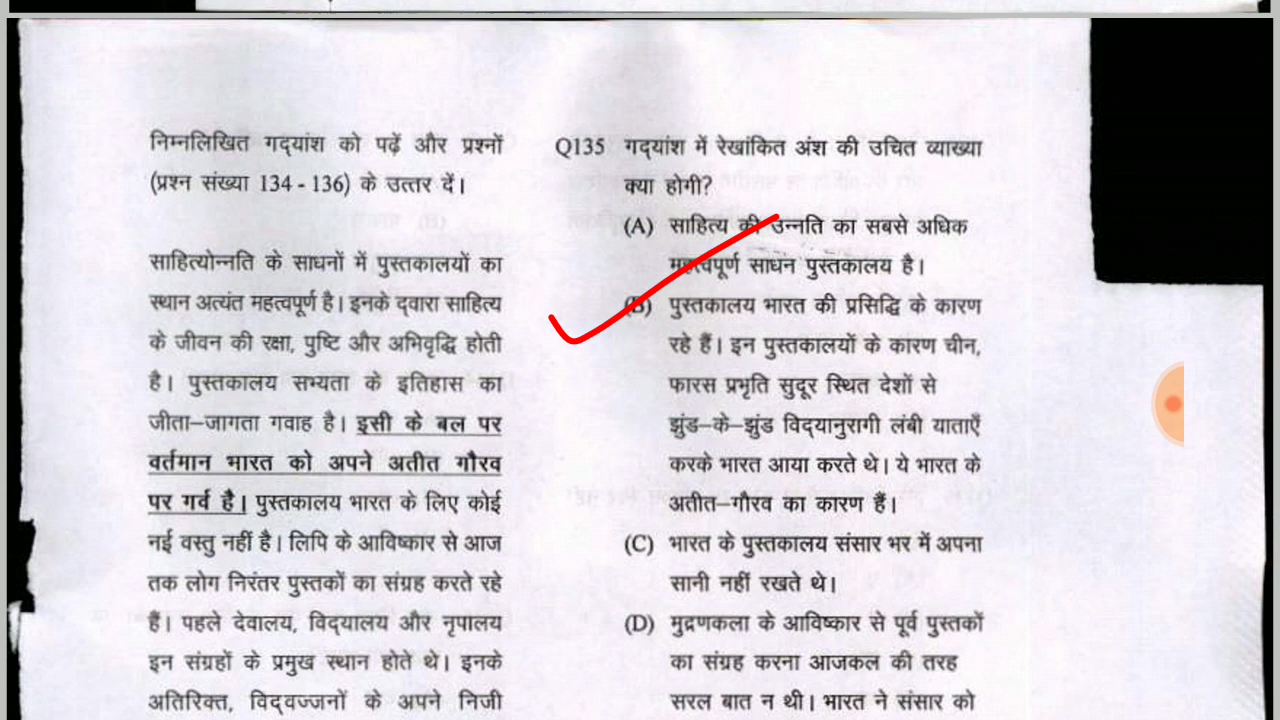 निम्नलिखित गद्यांश को पढ़ें और प्रश्नों
(प्रश्न संख्या 134 - 136) के उत्तर दें।
साहित्योन्नति के साधनों में पुस्तकालयों का
स्थान अत्यंत महत्वपूर्ण है। इनके द्वारा साहित्य
के जीवन की रक्षा, पुष्टि और अभिवृद्धि होती
है। पुस्तकालय सभ्यता के इतिहास का
जीता–जागता गवाह है। इसी के बल पर
वर्तमान भारत को अपने अतीत गौरव
पर गर्व है। पुस्तकालय भारत के लिए कोई
नई वस्तु नहीं है। लिपि के आविष्कार से आज
तक लोग निरंतर पुस्तकों का संग्रह करते रहे
हैं। पहले देवालय, विद्यालय और नृपालय
इन संग्रहों के प्रमुख स्थान होते थे। इनके
अतिरिक्त, विद्वज्जनों के अपने निजी
Q135 गद्यांश में रेखांकित अंश की उचित व्याख्या
क्या होगी?
(A) साहित्य की उन्नति का सबसे अधिक
महत्वपूर्ण साधन पुस्तकालय है।
(B) पुस्तकालय भारत की प्रसिद्धि के कारण
रहे हैं। इन पुस्तकालयों के कारण चीन,
फारस प्रभृति सुदूर स्थित देशों से
झुंड–के–झुंड विद्यानुरागी लंबी यात्राएँ
करके भारत आया करते थे। ये भारत के
अतीत–गौरव का कारण हैं।
(C) भारत के पुस्तकालय संसार भर में अपना
सानी नहीं रखते थे।
(D) मुद्रणकला के आविष्कार से पूर्व पुस्तकों
का संग्रह करना आजकल की तरह
सरल बात न थी। भारत ने संसार को